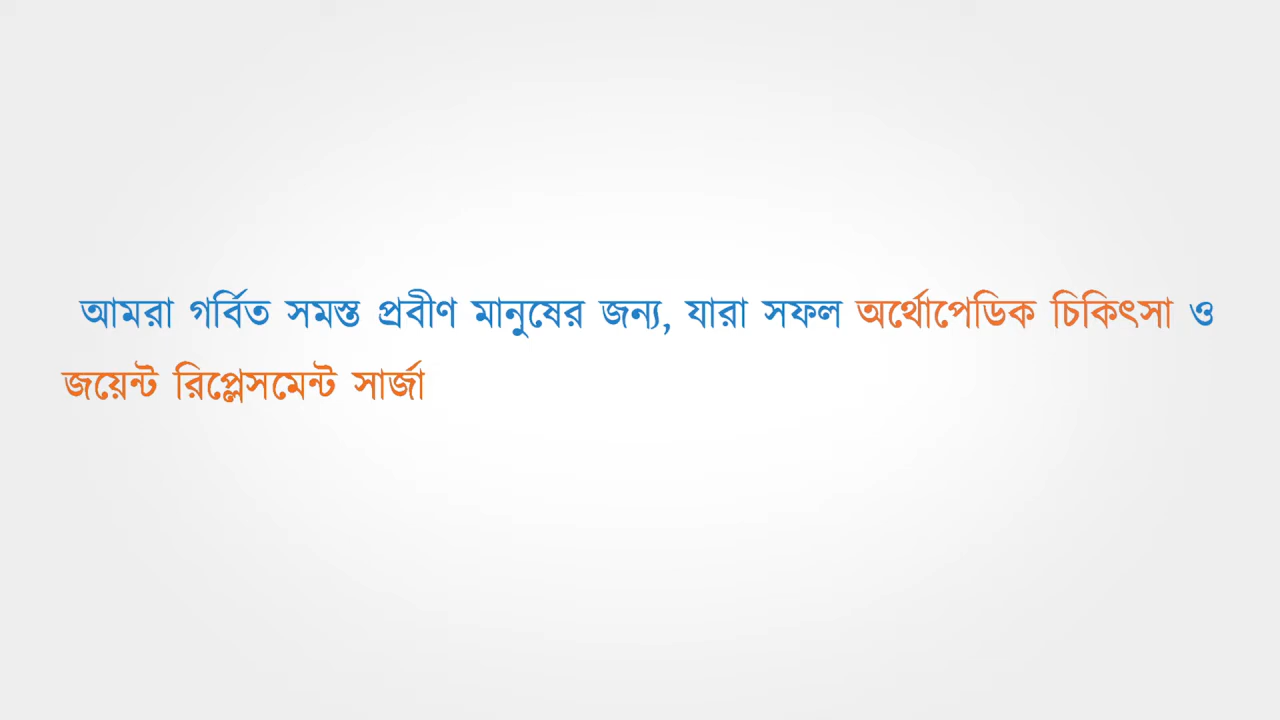 আমরা গর্বিত সমস্ত প্রবীণ মানুষের জন্য, যারা সফল অর্থোপেডিক চিকিৎসা ও
জয়েন্ট রিপ্লেসমেন্ট সার্জা